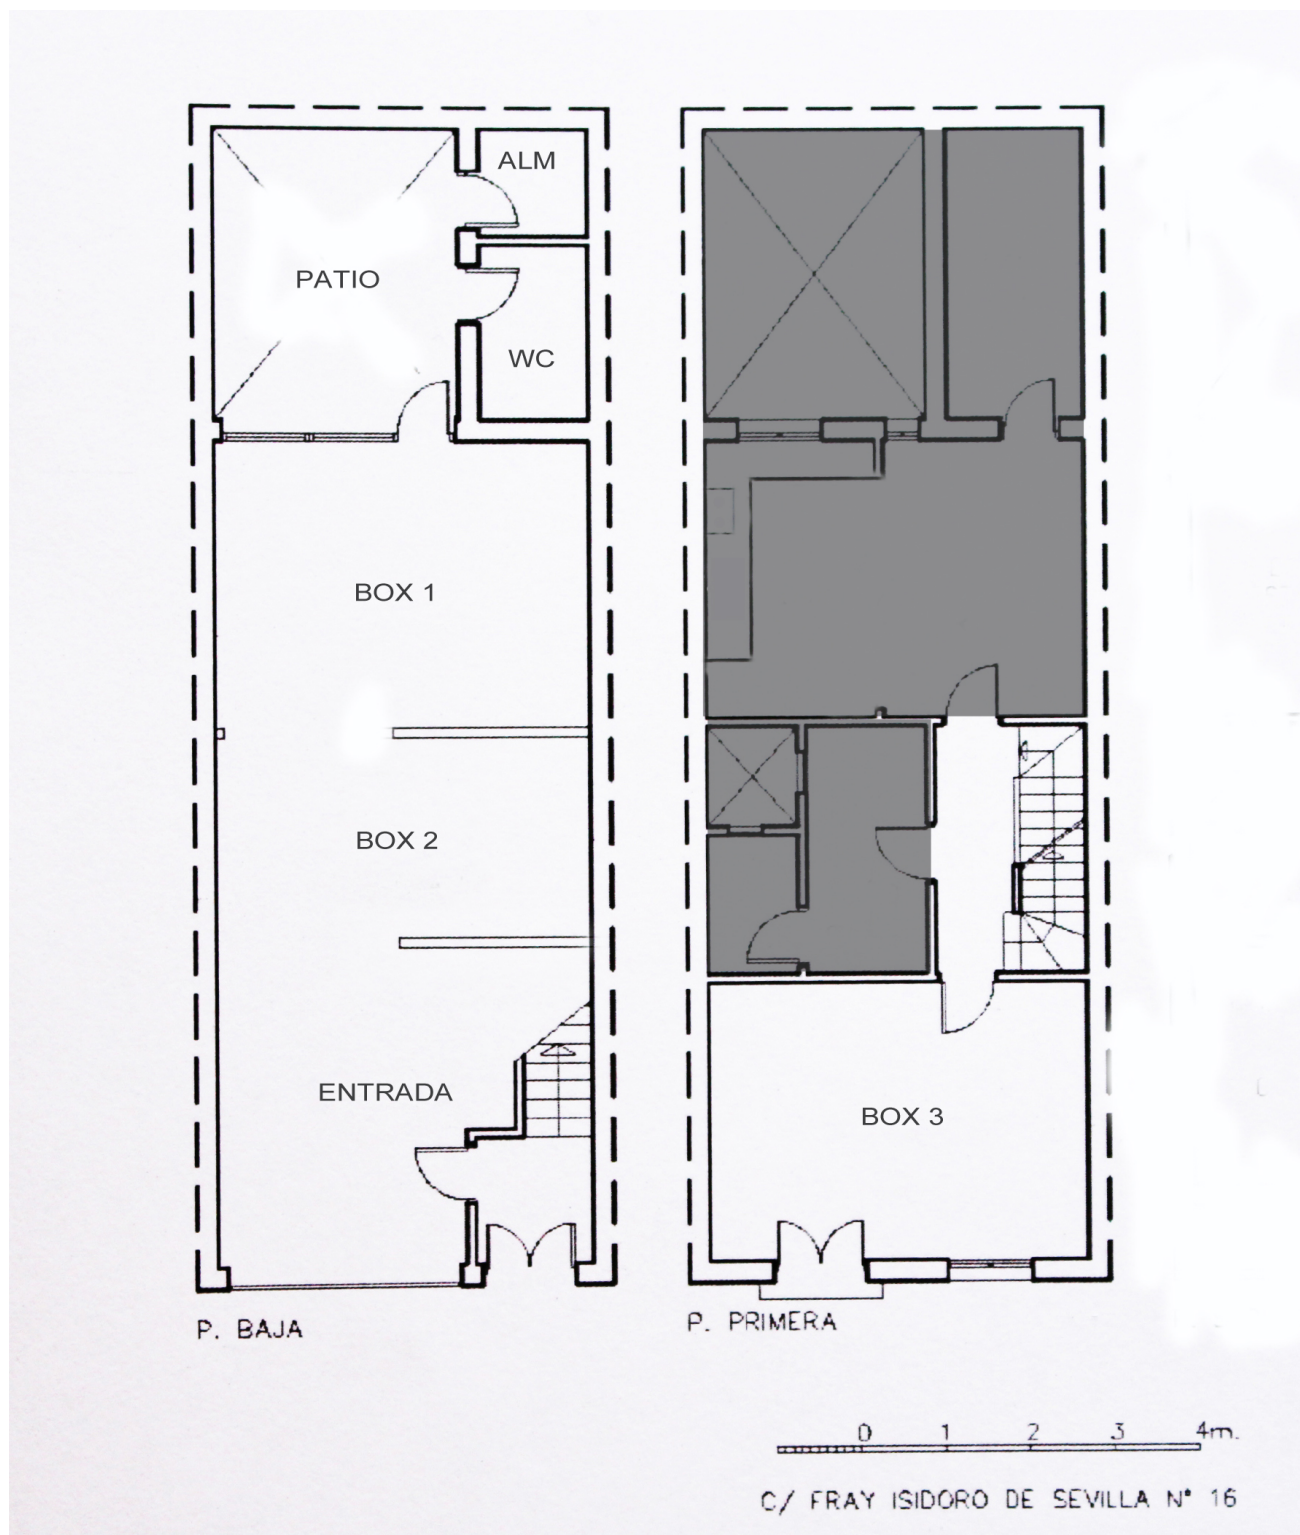 ALM
PATIO
WC
BOX 1
BOX 2
ENTRADA
BOX 3
P. BAJA
P. PRIMERA
0 1 2 3 4m.
C/ FRAY ISIDORO DE SEVILLA Nº 16